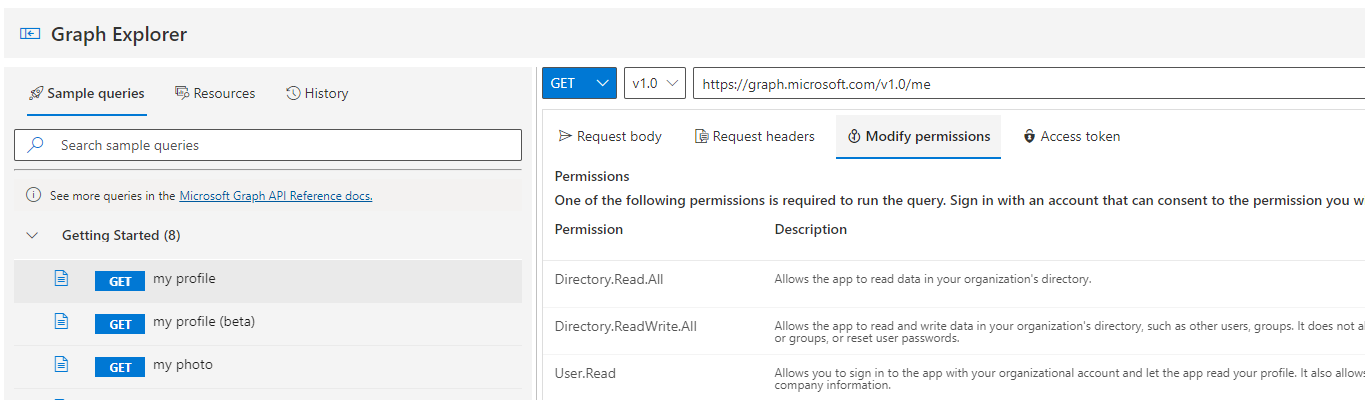 Graph Explorer
Sample queries
Resources
History
Search sample queries
See more queries in the Microsoft Graph API Reference docs.
Getting Started (8)
GET my profile
GET my profile (beta)
GET my photo
GET v1.0 https://graph.microsoft.com/v1.0/me
Request body
Request headers
Modify permissions
Access token
Permissions
One of the following permissions is required to run the query. Sign in with an account that can consent to the permission you w
Permission
Description
Directory.Read.All
Allows the app to read data in your organization's directory.
Directory.ReadWrite.All
Allows the app to read and write data in your organization's directory, such as other users, groups. It does not al
or groups, or reset user passwords.
User.Read
Allows you to sign in to the app with your organizational account and let the app read your profile. It also allows
company information.